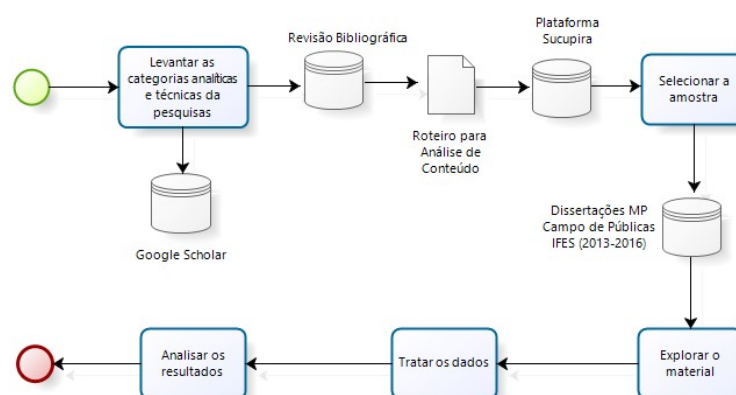 Levantar as
categorias analíticas
e técnicas da
pesquisas
Revisão Bibliográfica
Roteiro para
Análise de
Conteúdo
Plataforma
Sucupira
Selecionar a
amostra
Google Scholar
Dissertações MP
Campo de Públicas
IFES (2013-2016)
Explorar o
material
Tratar os dados
Analisar os
resultados